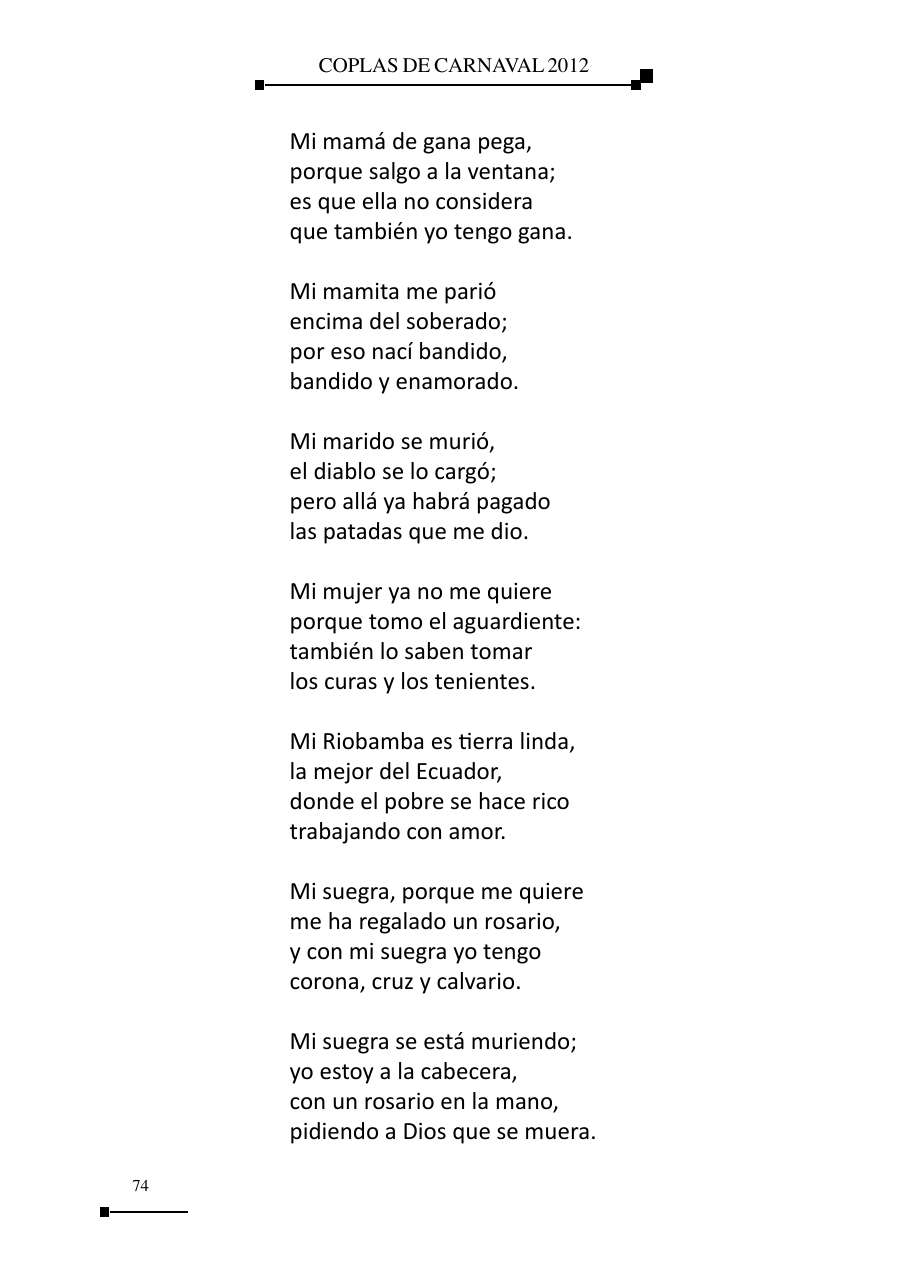 COPLAS DE CARNAVAL 2012
Mi mamá de gana pega,
porque salgo a la ventana;
es que ella no considera
que también yo tengo gana.
Mi mamita me parió
encima del soberado;
por eso nací bandido,
bandido y enamorado.
Mi marido se murió,
el diablo se lo cargó;
pero allá ya habrá pagado
las patadas que me dio.
Mi mujer ya no me quiere
porque tomo el aguardiente:
también lo saben tomar
los curas y los tenientes.
Mi Riobamba es tierra linda,
la mejor del Ecuador,
donde el pobre se hace rico
trabajando con amor.
Mi suegra, porque me quiere
me ha regalado un rosario,
y con mi suegra yo tengo
corona, cruz y calvario.
Mi suegra se está muriendo;
yo estoy a la cabecera,
con un rosario en la mano,
pidiendo a Dios que se muera.
74